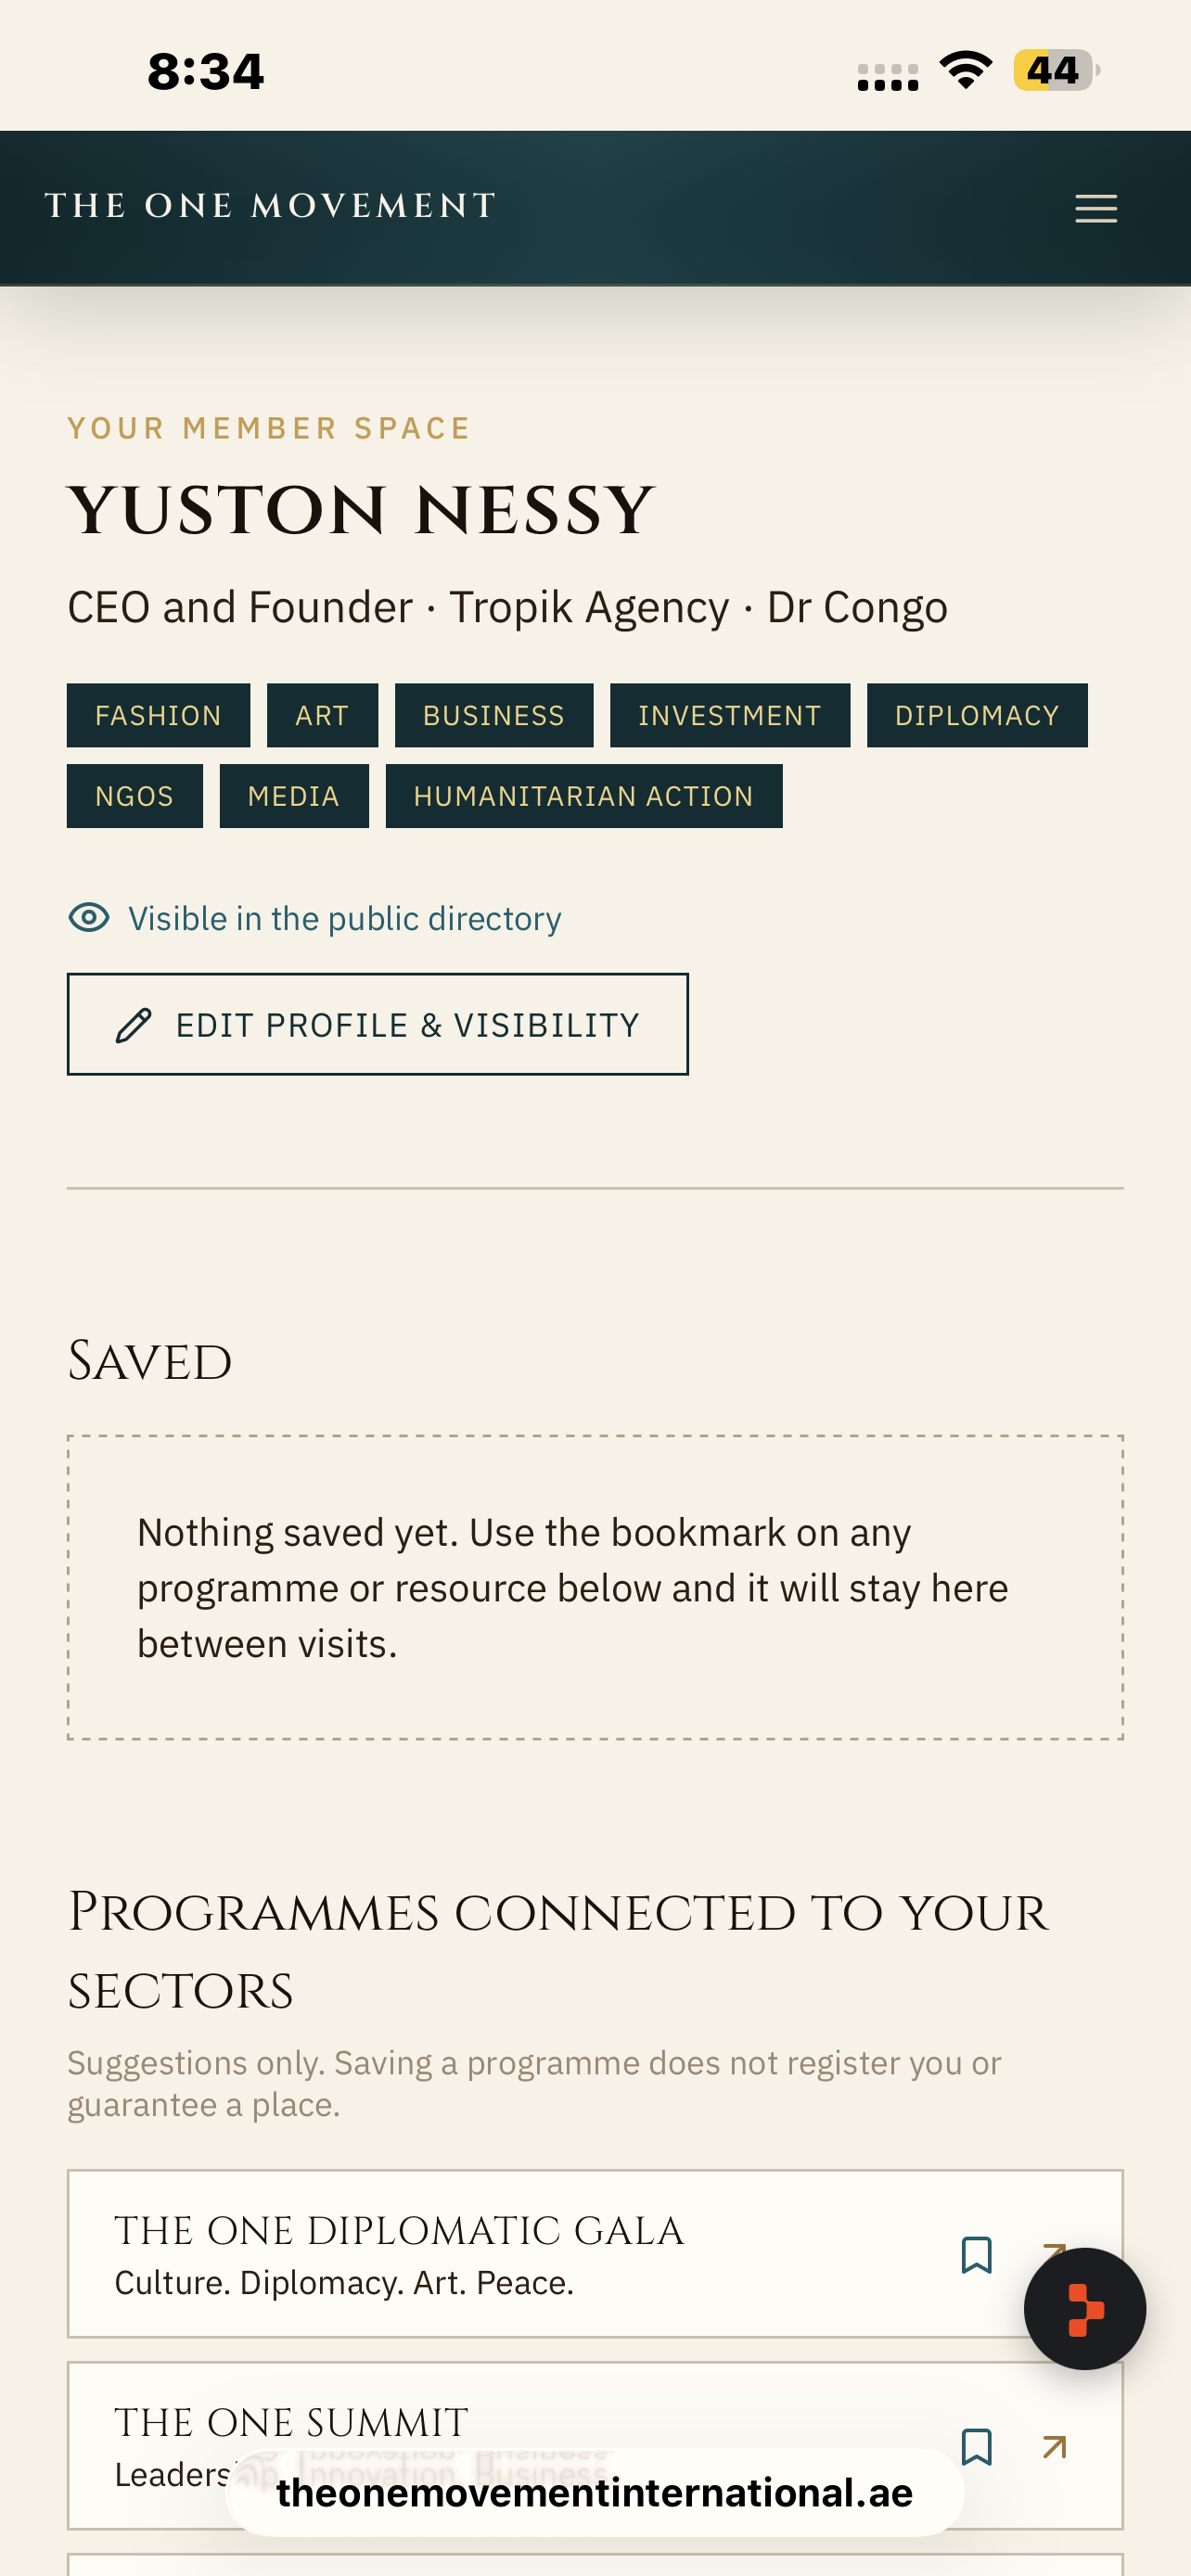 8:34
44
THE ONE MOVEMENT
YOUR MEMBER SPACE
YUSTON NESSY
CEO and Founder · Tropik Agency · Dr Congo
FASHION ART BUSINESS INVESTMENT DIPLOMACY
NGOS MEDIA HUMANITARIAN ACTION
Visible in the public directory
EDIT PROFILE & VISIBILITY
SAVED
Nothing saved yet. Use the bookmark on any
programme or resource below and it will stay here
between visits.
PROGRAMMES CONNECTED TO YOUR
SECTORS
Suggestions only. Saving a programme does not register you or
guarantee a place.
THE ONE DIPLOMATIC GALA
Culture. Diplomacy. Art. Peace.
THE ONE SUMMIT
theonemovementinternational.ae